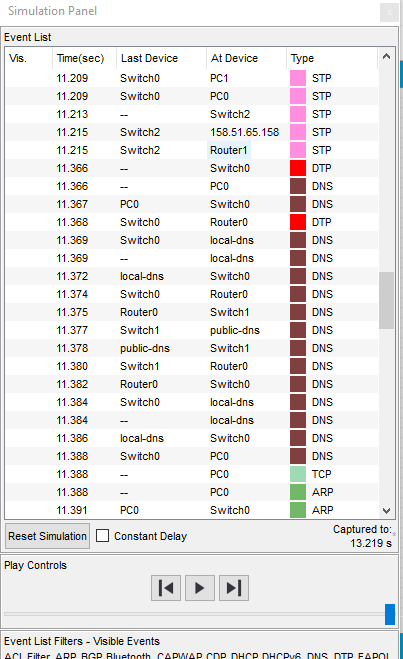 Simulation Panel
Event List
Vis. Time(sec) Last Device At Device Type
11.209 Switch0 PC1 STP
11.209 Switch0 PC0 STP
11.213 -- Switch2 STP
11.215 Switch2 158.51.65.158 STP
11.215 Switch2 Router1 STP
11.366 -- Switch0 DTP
11.366 -- PC0 DNS
11.367 PC0 Switch0 DNS
11.368 Switch0 Router0 DTP
11.369 Switch0 local-dns DNS
11.369 -- local-dns DNS
11.372 local-dns Switch0 DNS
11.374 Switch0 Router0 DNS
11.375 Router0 Switch1 DNS
11.377 Switch1 public-dns DNS
11.378 public-dns Switch1 DNS
11.380 Switch1 Router0 DNS
11.382 Router0 Switch0 DNS
11.384 Switch0 local-dns DNS
11.384 -- local-dns DNS
11.386 local-dns Switch0 DNS
11.388 Switch0 PC0 DNS
11.388 -- PC0 TCP
11.388 -- PC0 ARP
11.391 PC0 Switch0 ARP
Reset Simulation Constant Delay Captured to:
13.219 s
Play Controls
Event List Filters - Visible Events
ACL Filter, ARP, BGP, Bluetooth, CAPWAP, CDP, DHCP, DHCPv6, DNS, DTP, EAPOL